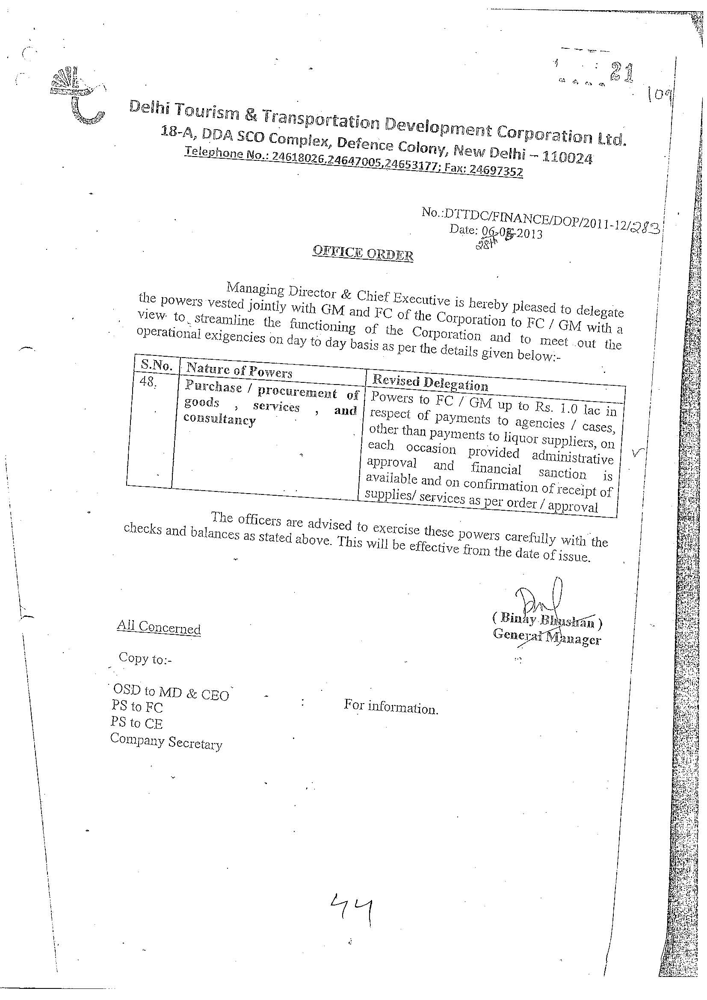 21
109
Delhi Tourism & Transportation Development Corporation Ltd.
18-A, DDA SCO Complex, Defence Colony, New Delhi – 110024
Telephone No.: 24618026,24647005,24653177; Fax: 24697352
No.:DTTDC/FINANCE/DOP/2011-12/283
Date: 06-05-2013
28th
OFFICE ORDER
Managing Director & Chief Executive is hereby pleased to delegate
the powers vested jointly with GM and FC of the Corporation to FC / GM with a
view to streamline the functioning of the Corporation and to meet out the
operational exigencies on day to day basis as per the details given below:-
S.No. Nature of Powers Revised Delegation
48. Purchase / procurement of
goods , services , and
consultancy
Powers to FC / GM up to Rs. 1.0 lac in
respect of payments to agencies / cases,
other than payments to liquor suppliers, on
each occasion provided administrative
approval and financial sanction is
available and on confirmation of receipt of
supplies/ services as per order / approval
The officers are advised to exercise these powers carefully with the
checks and balances as stated above. This will be effective from the date of issue.
( Binay Bhushan )
General Manager
All Concerned
Copy to:-
OSD to MD & CEO
PS to FC : For information.
PS to CE
Company Secretary
44